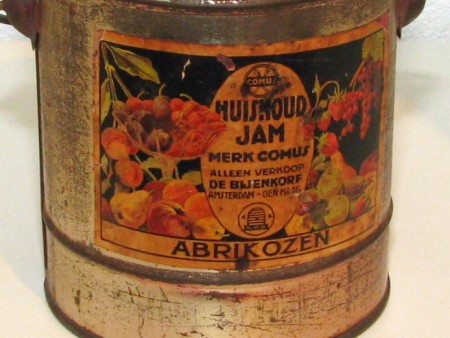 COMUS
HUISHOUD
JAM
MERK COMUS
ALLEEN VERKOOP
DE BIJENKORF
AMSTERDAM - DEN HAAG
ABRIKOZEN